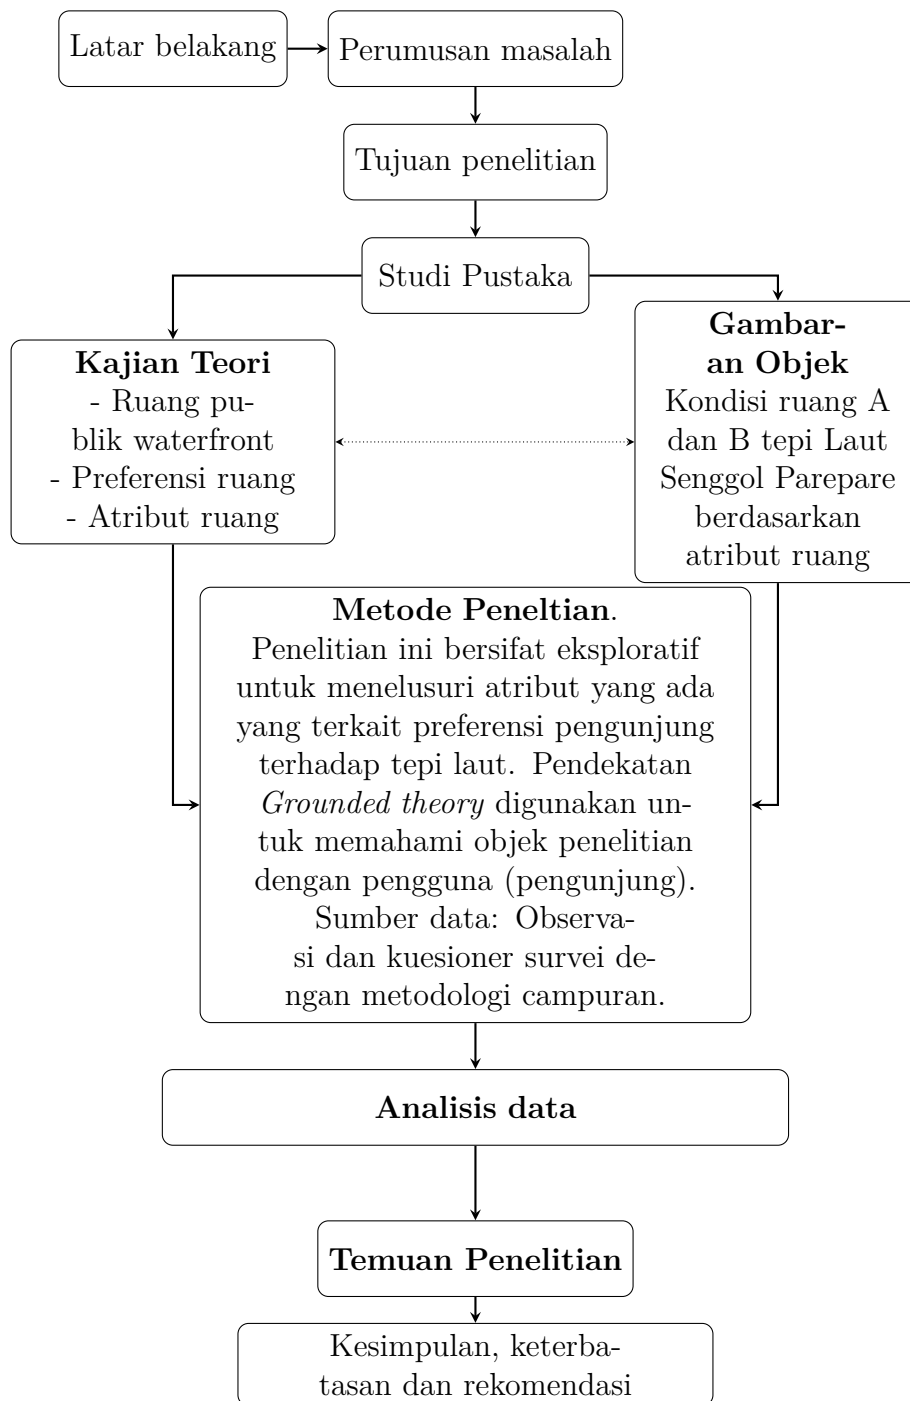 Latar belakang
Perumusan masalah
Tujuan penelitian
Studi Pustaka
Kajian Teori
- Ruang pu-
blik waterfront
- Preferensi ruang
- Atribut ruang
Gambar-
an Objek
Kondisi ruang A
dan B tepi Laut
Senggol Parepare
berdasarkan
atribut ruang
Metode Peneltian.
Penelitian ini bersifat eksploratif
untuk menelusuri atribut yang ada
yang terkait preferensi pengunjung
terhadap tepi laut. Pendekatan
Grounded theory digunakan un-
tuk memahami objek penelitian
dengan pengguna (pengunjung).
Sumber data: Observa-
si dan kuesioner survei de-
ngan metodologi campuran.
Analisis data
Temuan Penelitian
Kesimpulan, keterba-
tasan dan rekomendasi